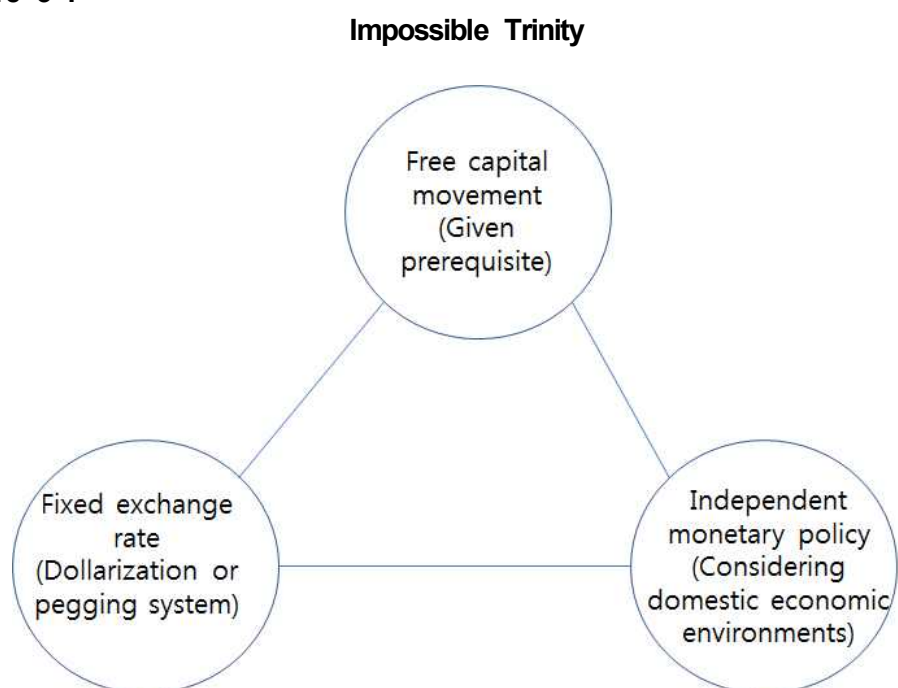 Impossible Trinity
Free capital
movement
(Given
prerequisite)
Fixed exchange
rate
(Dollarization or
pegging system)
Independent
monetary policy
(Considering
domestic economic
environments)